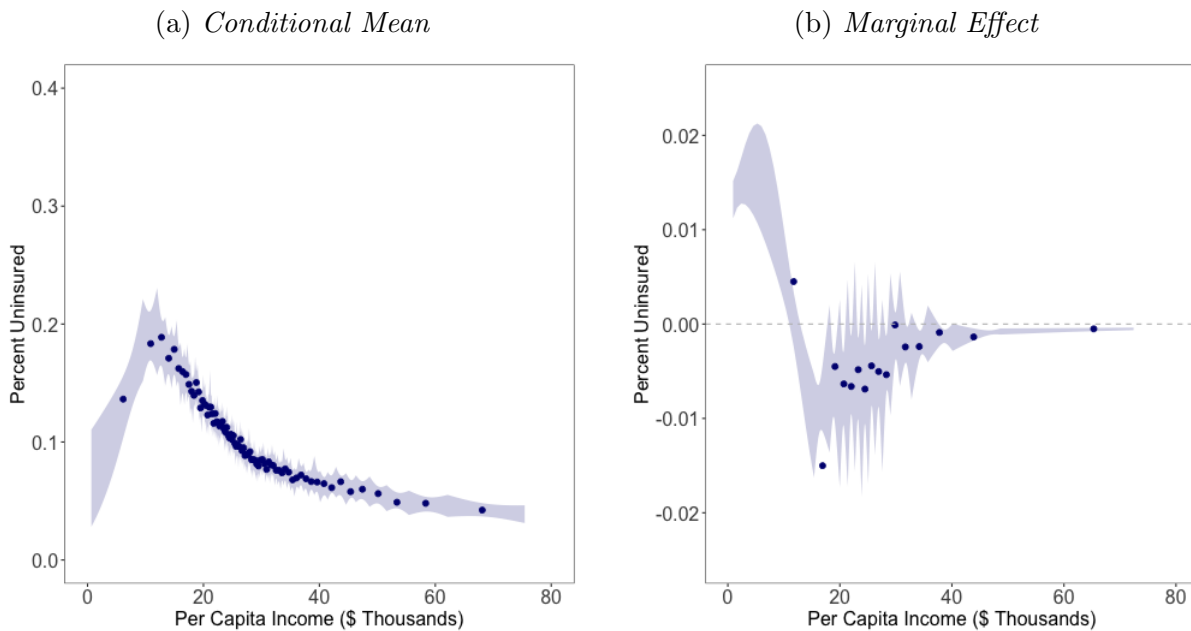 (a) Conditional Mean
0.4
0.3
0.2
0.1
0.0
Percent Uninsured
0 20 40 60 80
Per Capita Income ($ Thousands)
(b) Marginal Effect
0.02
0.01
0.00
-0.01
-0.02
Percent Uninsured
0 20 40 60 80
Per Capita Income ($ Thousands)